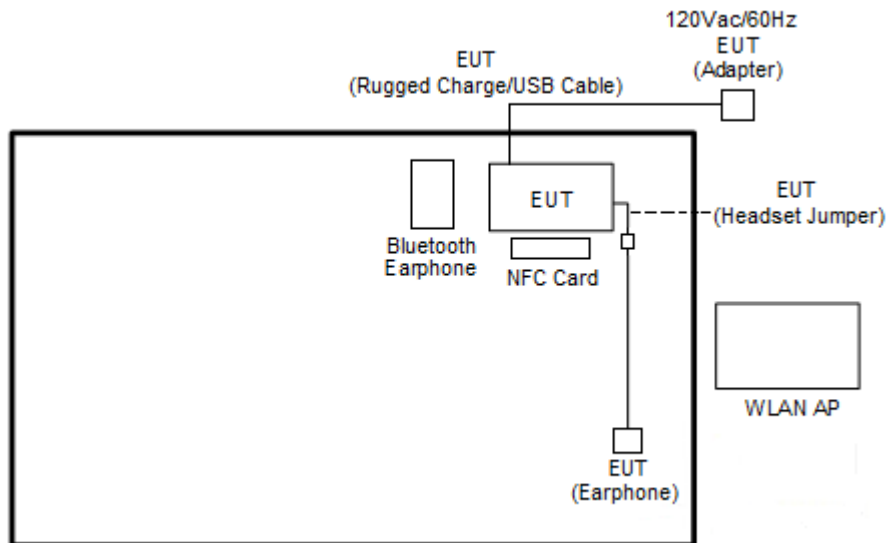 120Vac/60Hz
EUT
(Adapter)
EUT
(Rugged Charge/USB Cable)
EUT
EUT
(Headset Jumper)
Bluetooth
Earphone
NFC Card
WLAN AP
EUT
(Earphone)